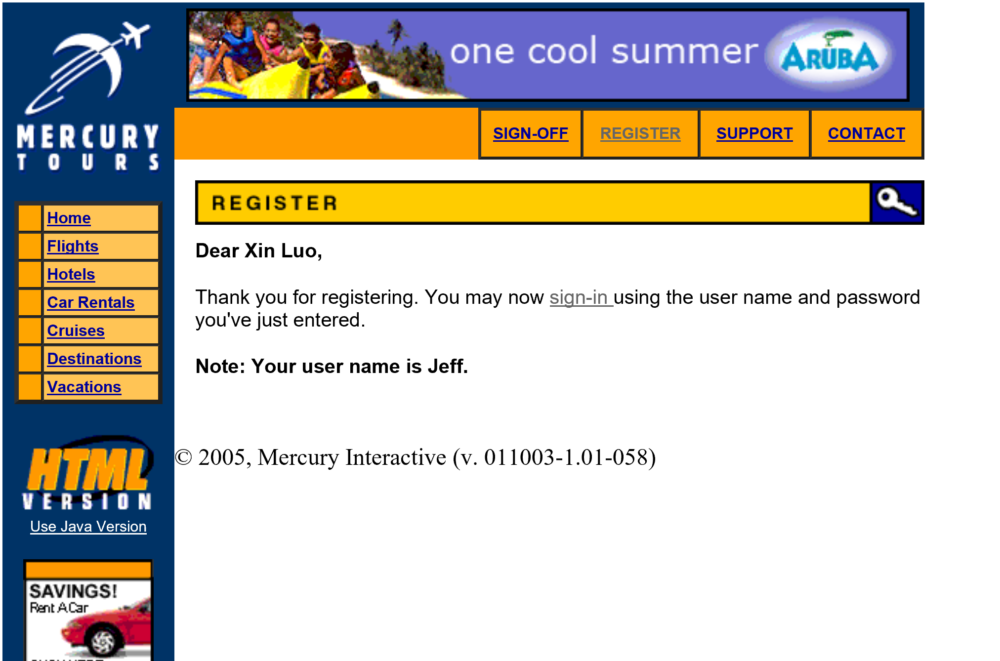 one cool summer ARUBA
MERCURY
TOURS
SIGN-OFF REGISTER SUPPORT CONTACT
REGISTER
Home
Flights
Hotels
Car Rentals
Cruises
Destinations
Vacations
Dear Xin Luo,
Thank you for registering. You may now sign-in using the user name and password
you've just entered.
Note: Your user name is Jeff.
HTML
VERSION
Use Java Version
© 2005, Mercury Interactive (v. 011003-1.01-058)
SAVINGS!
Rent A Car